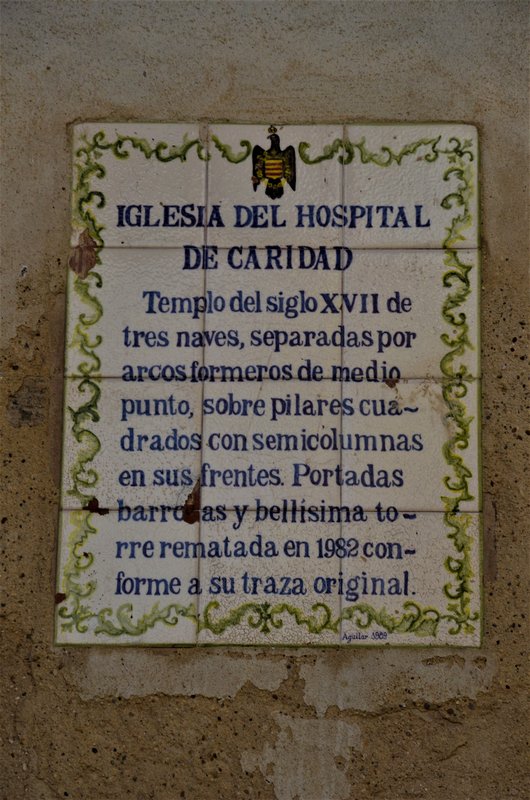 IGLESIA DEL HOSPITAL
DE CARIDAD
Templo del siglo XVII de
tres naves, separadas por
arcos formeros de medio
punto, sobre pilares cua~
drados con semicolumnas
en sus frentes. Portadas
barrocas y bellísima to~
rre rematada en 1982 con~
forme a su traza original.
Aguilar 1989